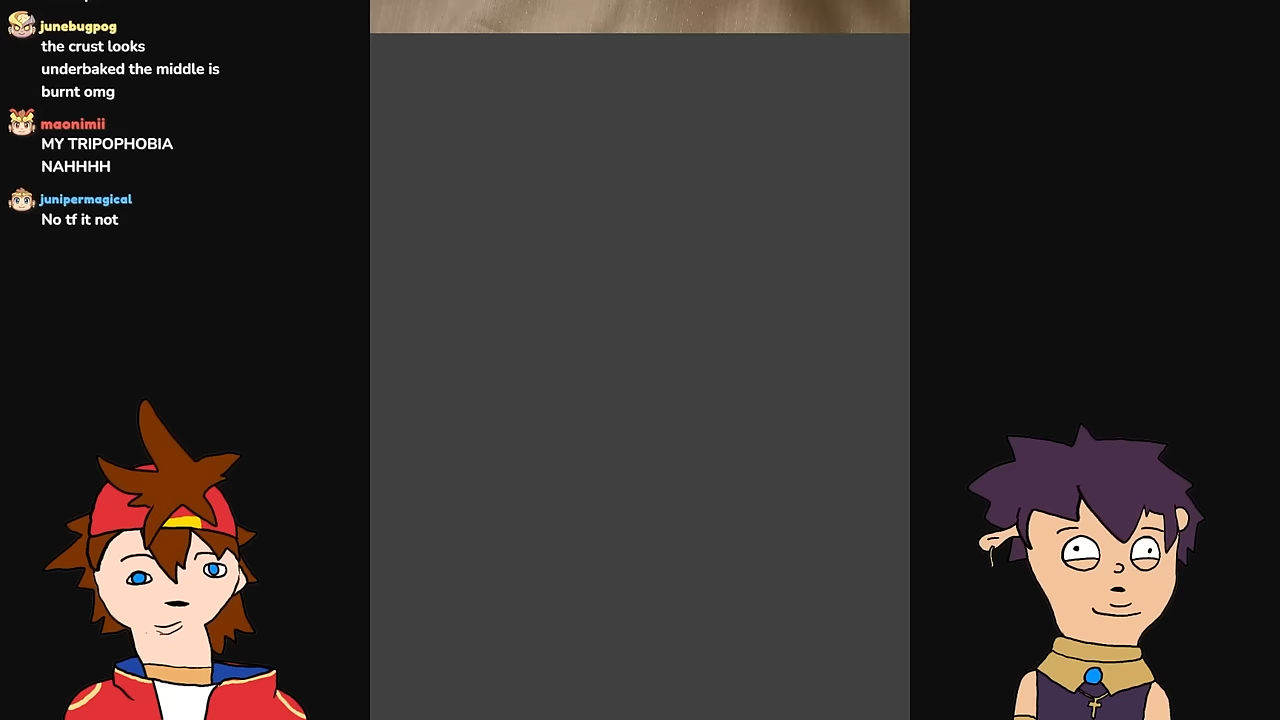 junebugpog
the crust looks
underbaked the middle is
burnt omg
maonimii
MY TRIPOPHOBIA
NAHHHH
junipermagical
No tf it not